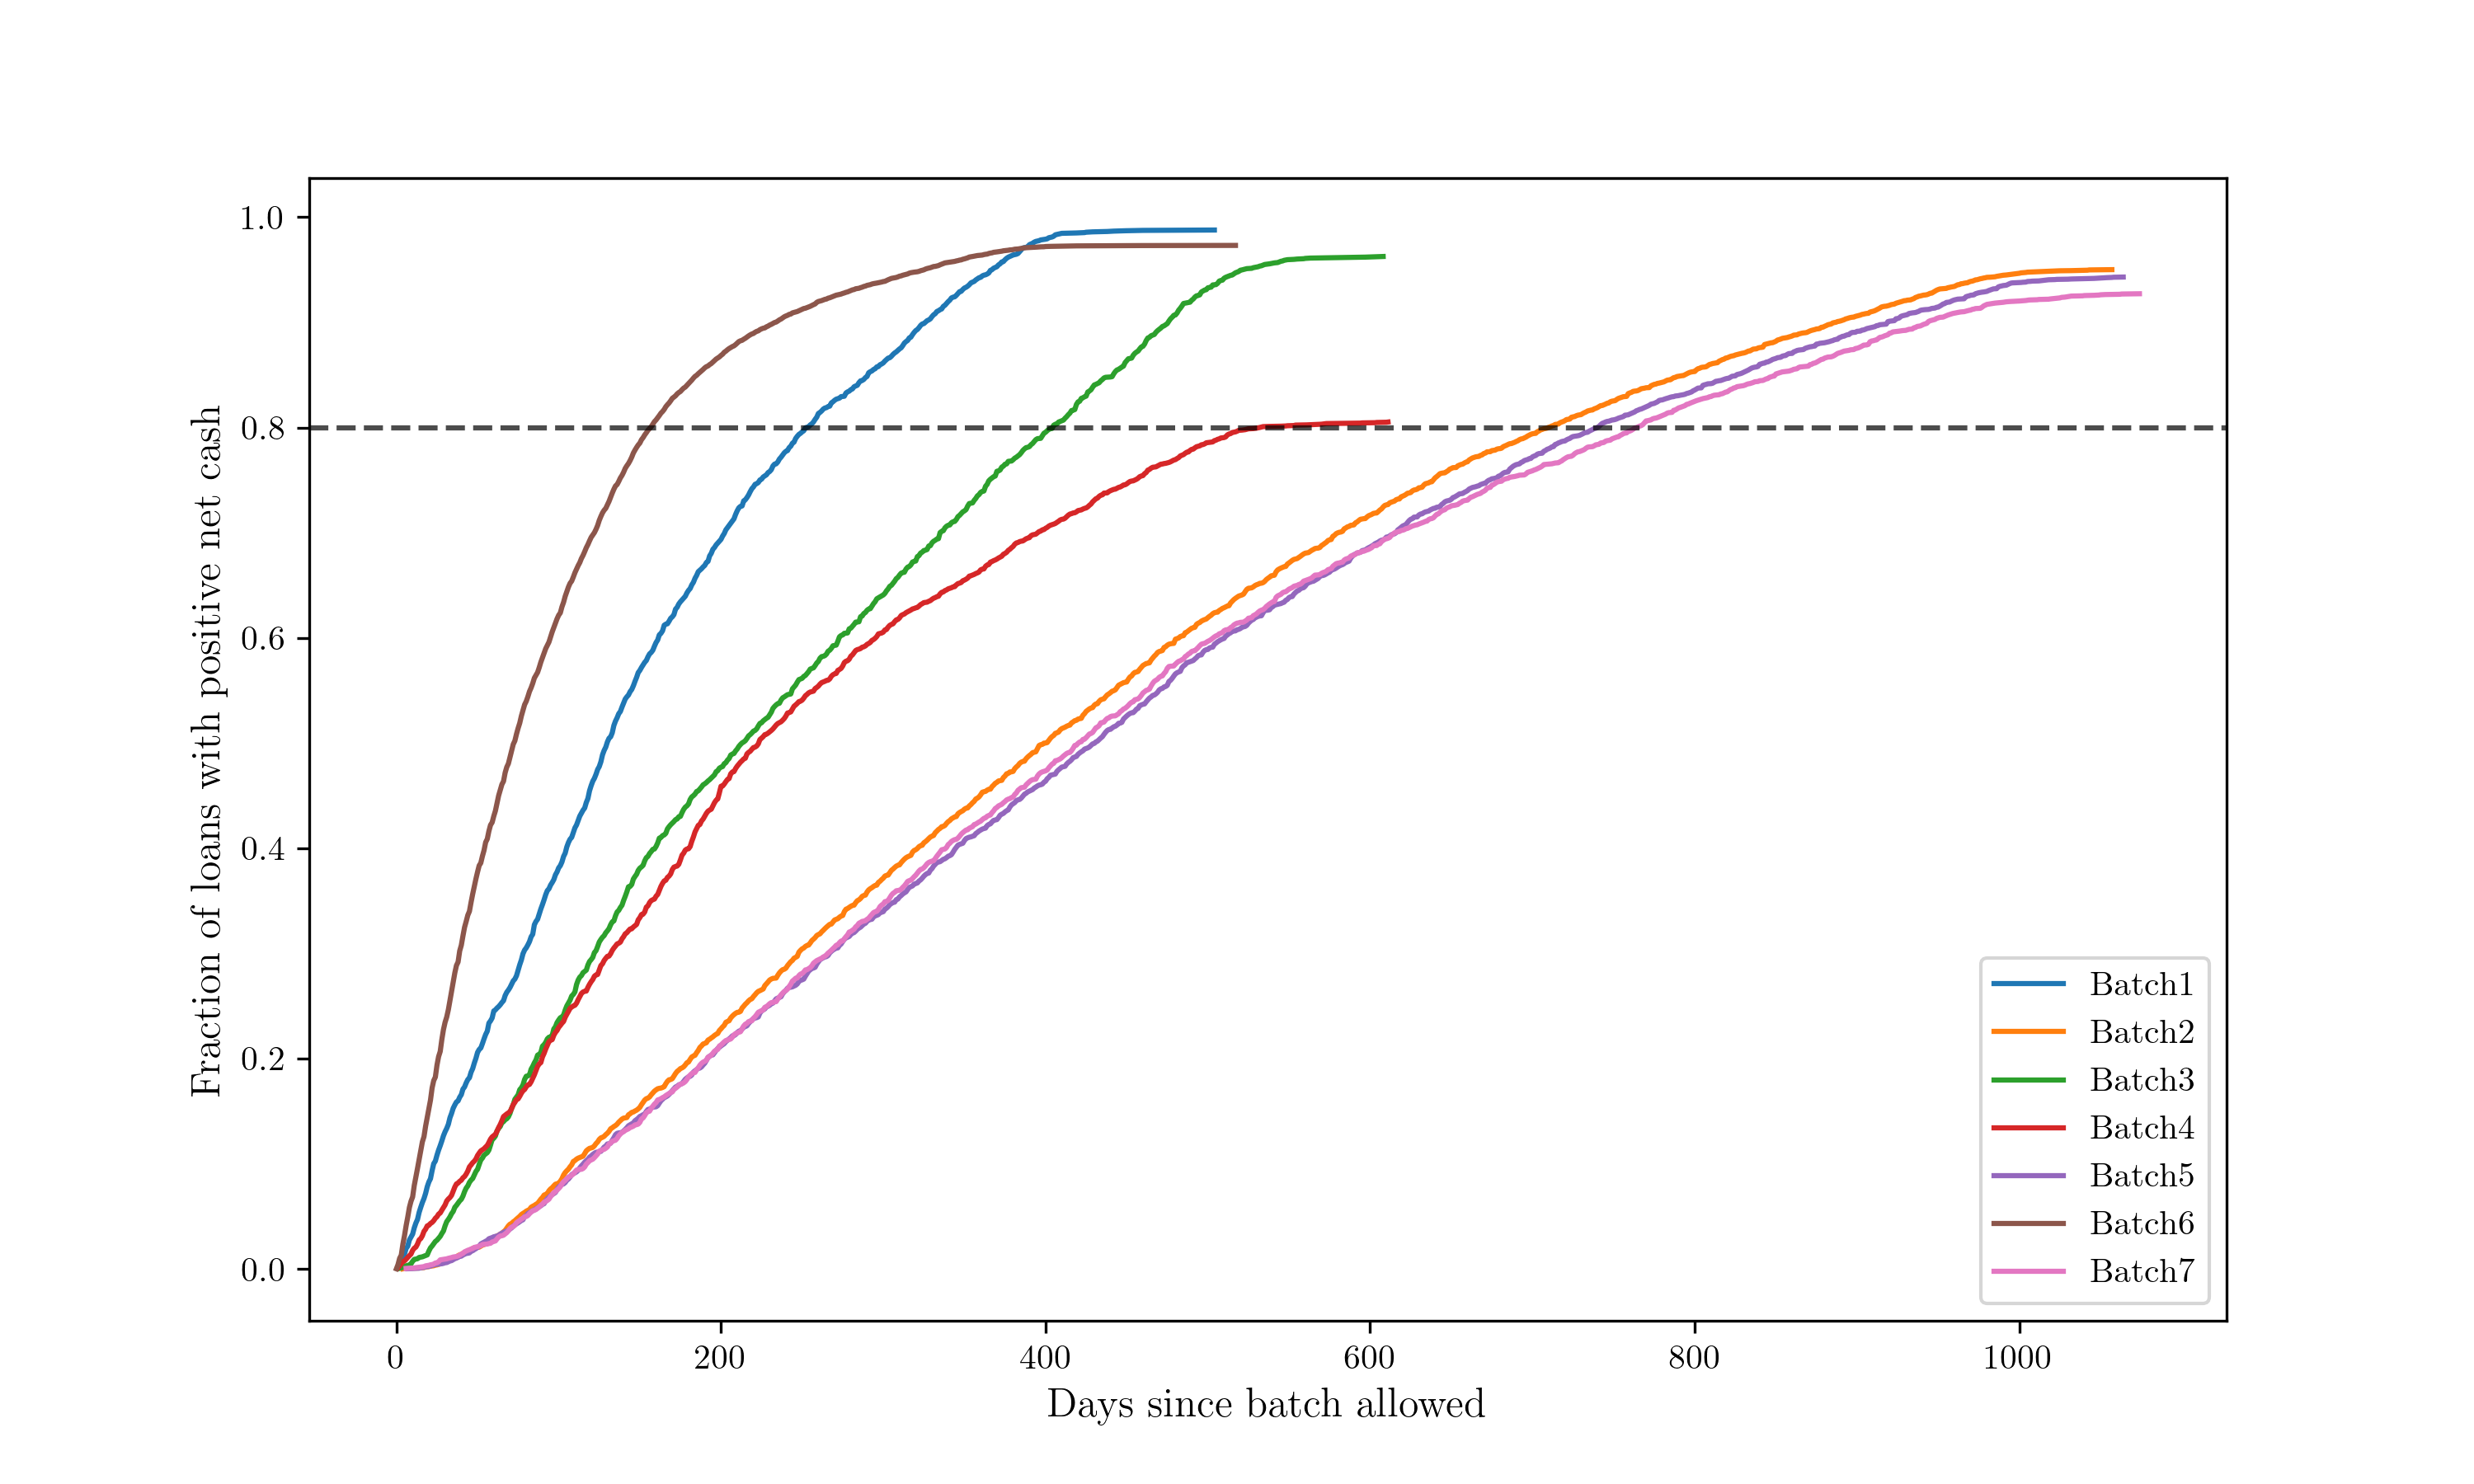 1.0
0.8
0.6
0.4
0.2
0.0
Fraction of loans with positive net cash
0 200 400 600 800 1000
Days since batch allowed
Batch1
Batch2
Batch3
Batch4
Batch5
Batch6
Batch7